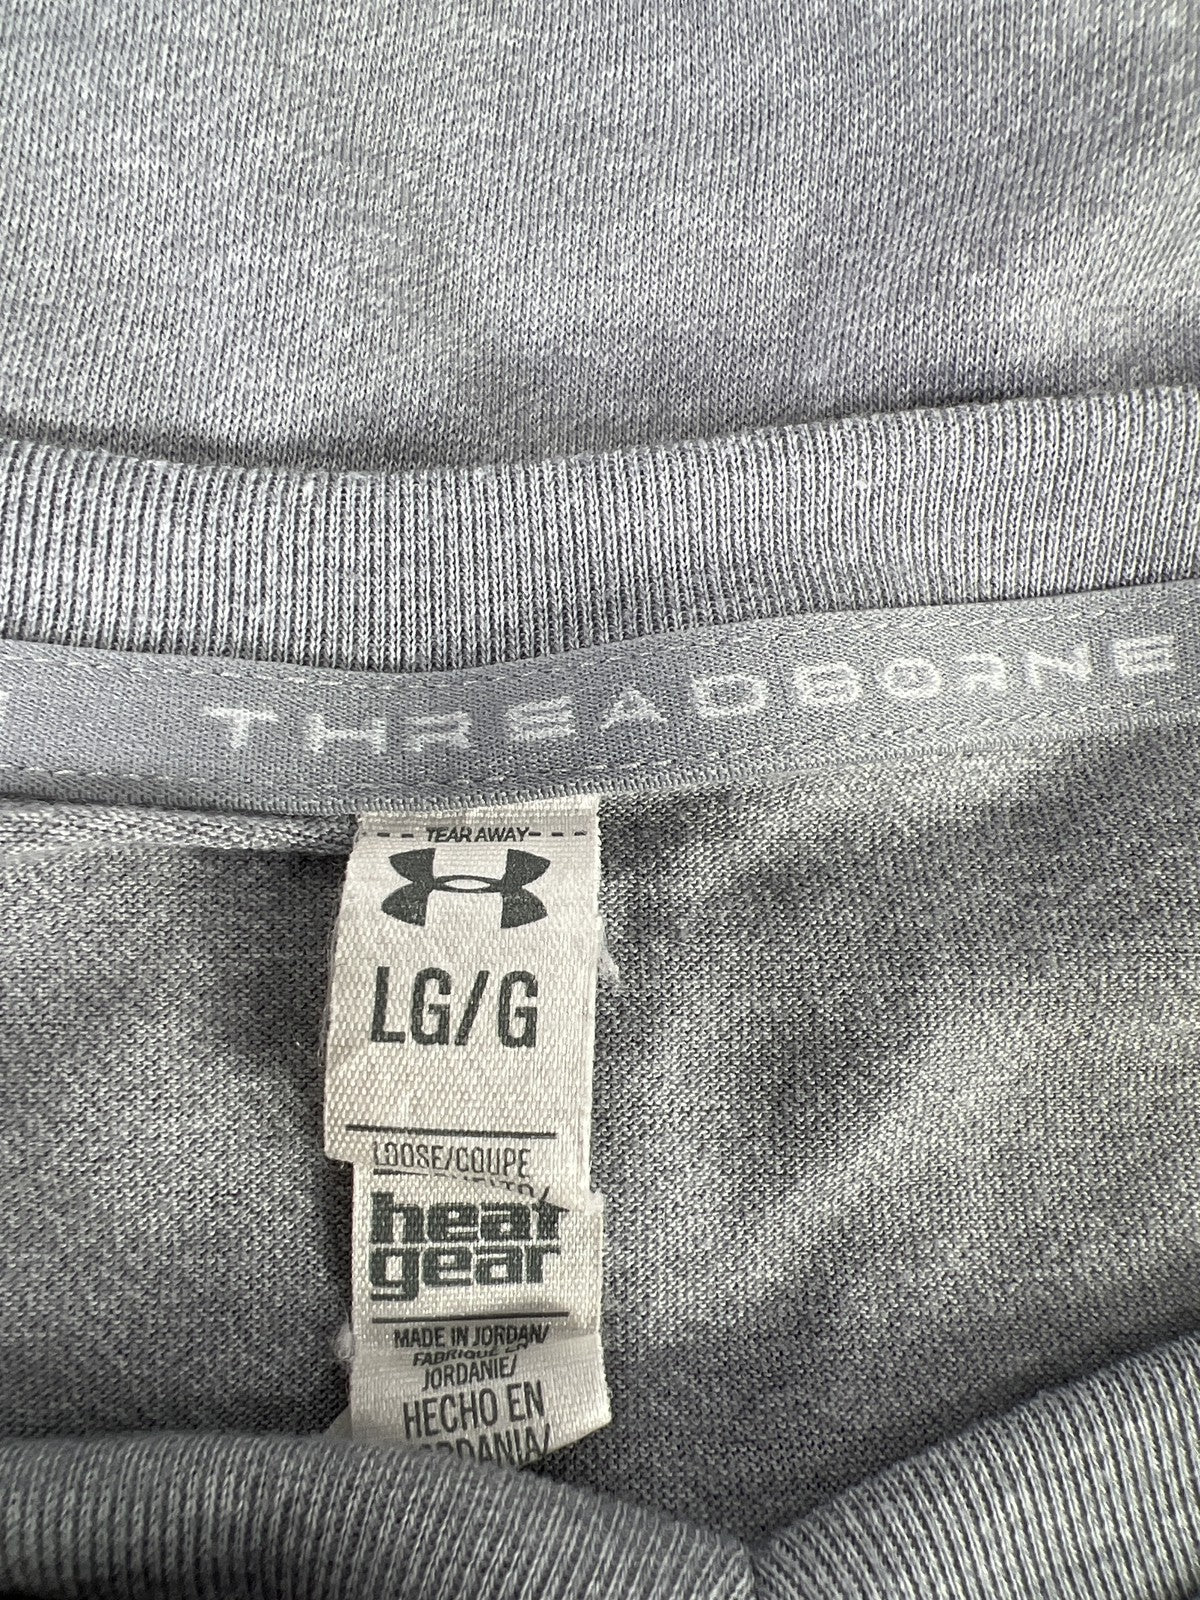 THREADBORNE
TEAR AWAY
LG/G
LOOSE/COUPE
heat
gear
MADE IN JORDAN/
FABRIQUÉ EN
JORDANIE/
HECHO EN